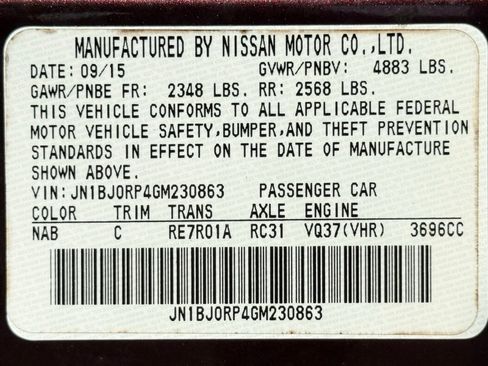 MANUFACTURED BY NISSAN MOTOR CO.,LTD.
DATE: 09/15 GVWR/PNBV: 4883 LBS.
GAWR/PNBE FR: 2348 LBS. RR: 2568 LBS.
THIS VEHICLE CONFORMS TO ALL APPLICABLE FEDERAL
MOTOR VEHICLE SAFETY,BUMPER,AND THEFT PREVENTION
STANDARDS IN EFFECT ON THE DATE OF MANUFACTURE
SHOWN ABOVE.
VIN:JN1BJ0RP4GM230863 PASSENGER CAR
COLOR TRIM TRANS AXLE ENGINE
NAB C RE7R01A RC31 VQ37(VHR) 3696CC
JN1BJ0RP4GM230863